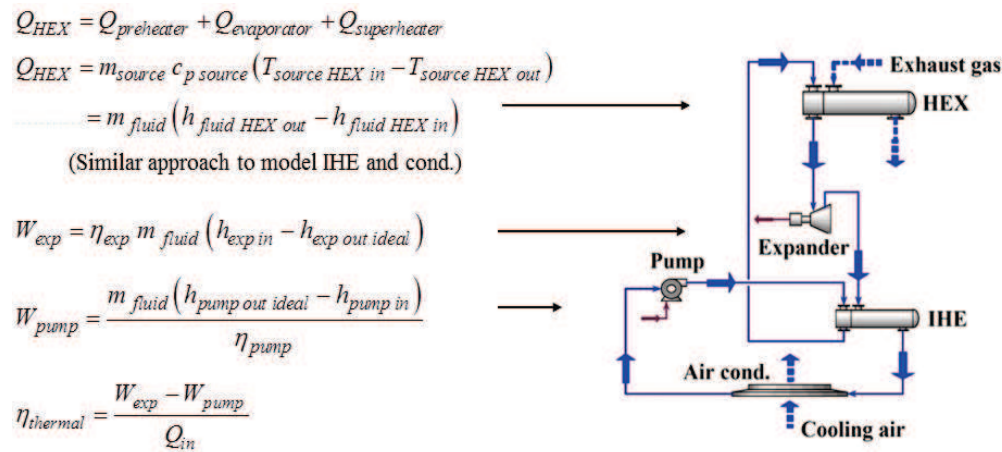 Q_HEX = Q_preheater + Q_evaporator + Q_superheater
Q_HEX = m_source c_p source (T_source HEX in − T_source HEX out)
= m_fluid (h_fluid HEX out − h_fluid HEX in)
(Similar approach to model IHE and cond.)
W_exp = η_exp m_fluid (h_exp in − h_exp out ideal)
W_pump = m_fluid (h_pump out ideal − h_pump in) / η_pump
η_thermal = (W_exp − W_pump) / Q_in
Exhaust gas
HEX
Expander
Pump
IHE
Air cond.
Cooling air